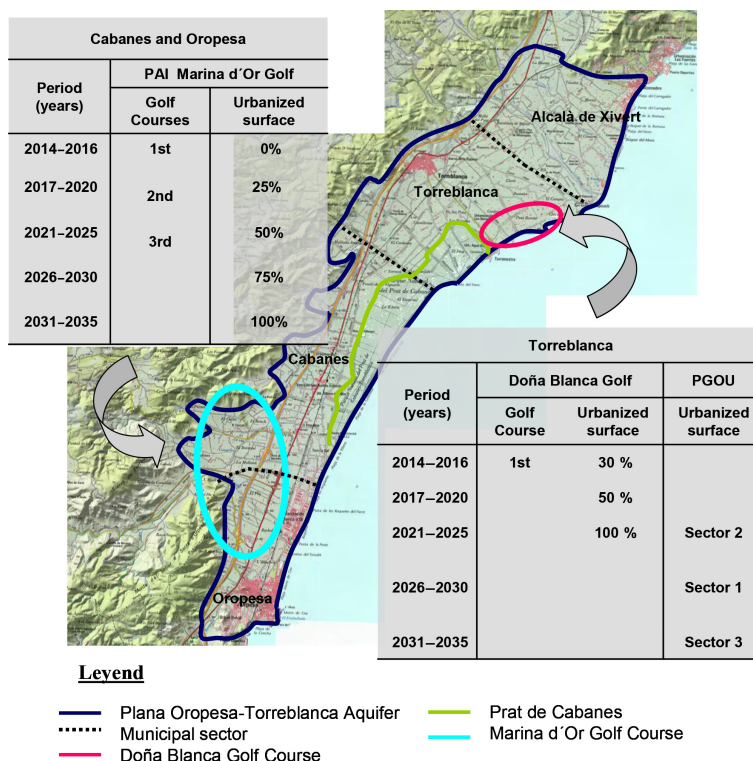 Cabanes and Oropesa
Period
(years)
PAI Marina d´Or Golf
Golf
Courses
Urbanized
surface
2014–2016 1st 0%
2017–2020 2nd 25%
2021–2025 3rd 50%
2026–2030 75%
2031–2035 100%
Alcalà de Xivert
Torreblanca
Cabanes
Oropesa
Torreblanca
Period
(years)
Doña Blanca Golf
PGOU
Golf
Course
Urbanized
surface
Urbanized
surface
2014–2016 1st 30 %
2017–2020 50 %
2021–2025 100 % Sector 2
2026–2030 Sector 1
2031–2035 Sector 3
Leyend
Plana Oropesa-Torreblanca Aquifer
Municipal sector
Doña Blanca Golf Course
Prat de Cabanes
Marina d´Or Golf Course